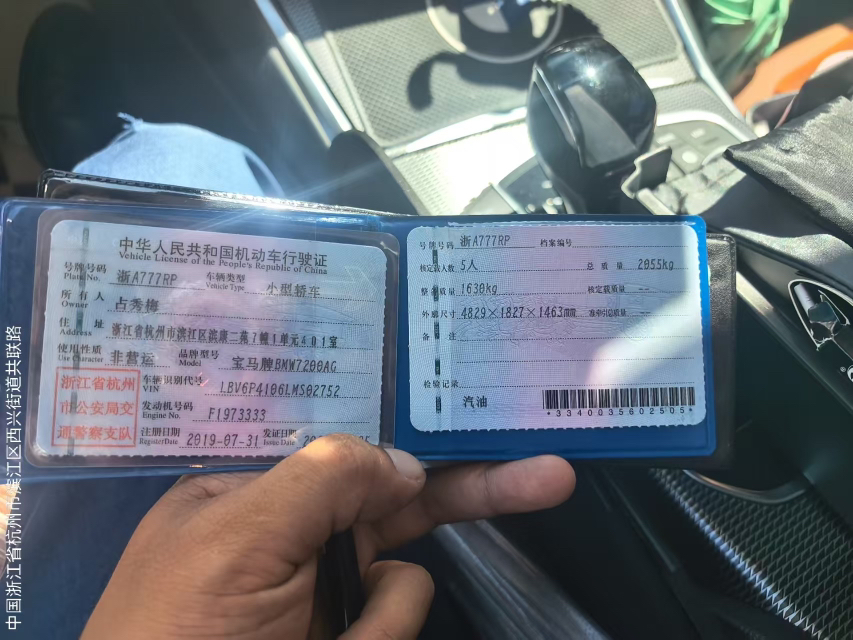 中华人民共和国机动车行驶证
Vehicle License of the People's Republic of China
号牌号码 浙A777RP 车辆类型 小型轿车
Plate No. Vehicle Type
所有人 占秀梅
Owner
住址 浙江省杭州市滨江区滨康二苑7幢1单元401室
Address
使用性质 非营运 品牌型号 宝马牌BMW7200AG
Use Character Model
浙江省杭州
市公安局交
通警察支队
车辆识别代号 LBV6F4106LMS02752
VIN
发动机号码 F1973333
Engine No.
注册日期 2019-07-31 发证日期
Register Date Issue Date
号牌号码 浙A777RP 档案编号
核定载人数 5人 总质量 2055kg
整备质量 1630kg 核定载质量 --
外廓尺寸 4829×1827×1463mm 准牵引总质量 --
备注
检验记录
汽油
*3340035602505*
中国浙江省杭州市滨江区西兴街道共联路